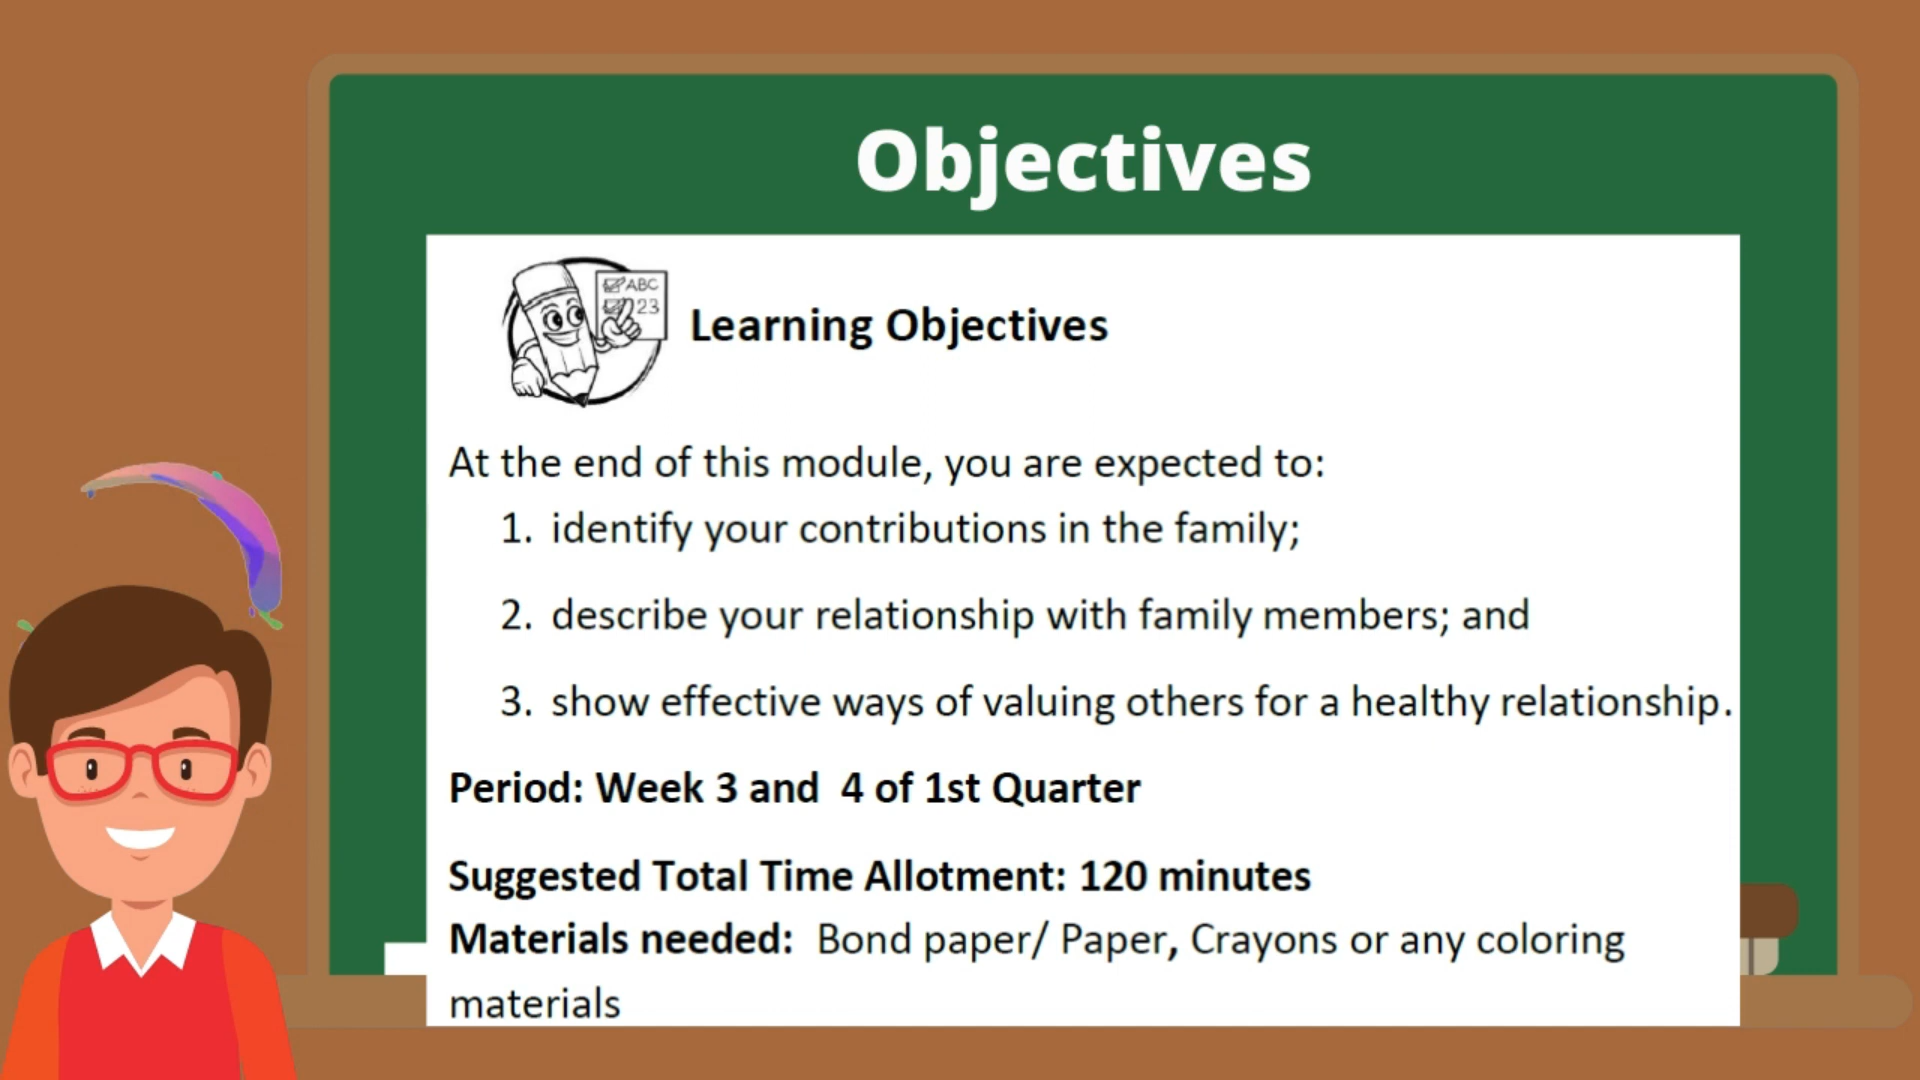 Objectives
ABC
23
Learning Objectives
At the end of this module, you are expected to:
1. identify your contributions in the family;
2. describe your relationship with family members; and
3. show effective ways of valuing others for a healthy relationship.
Period: Week 3 and  4 of 1st Quarter
Suggested Total Time Allotment: 120 minutes
Materials needed:  Bond paper/ Paper, Crayons or any coloring
materials